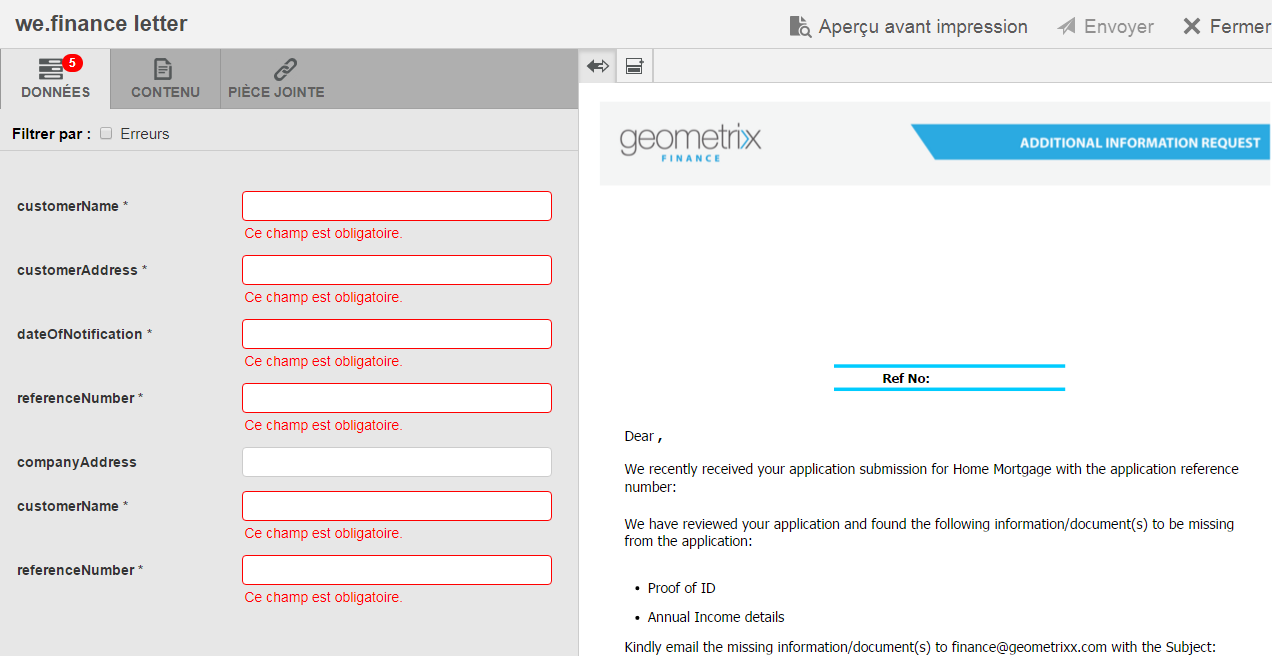 we.finance letter
Aperçu avant impression
Envoyer
Fermer
5
DONNÉES
CONTENU
PIÈCE JOINTE
Filtrer par :
Erreurs
customerName *
Ce champ est obligatoire.
customerAddress *
Ce champ est obligatoire.
dateOfNotification *
Ce champ est obligatoire.
referenceNumber *
Ce champ est obligatoire.
companyAddress
customerName *
Ce champ est obligatoire.
referenceNumber *
Ce champ est obligatoire.
geometrixx
FINANCE
ADDITIONAL INFORMATION REQUEST
Ref No:
Dear ,
We recently received your application submission for Home Mortgage with the application reference
number:
We have reviewed your application and found the following information/document(s) to be missing
from the application:
• Proof of ID
• Annual Income details
Kindly email the missing information/document(s) to finance@geometrixx.com with the Subject: